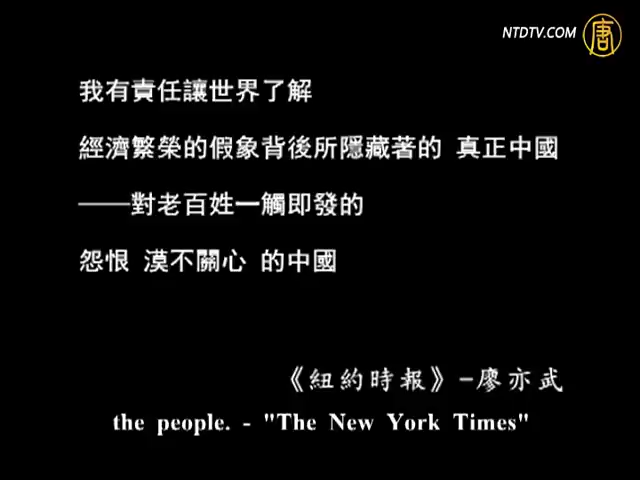 NTDTV.COM 唐
我有責任讓世界了解
經濟繁榮的假象背後所隱藏著的 真正中國
——對老百姓一觸即發的
怨恨 漠不關心 的中國
《紐約時報》-廖亦武
the people. - "The New York Times"